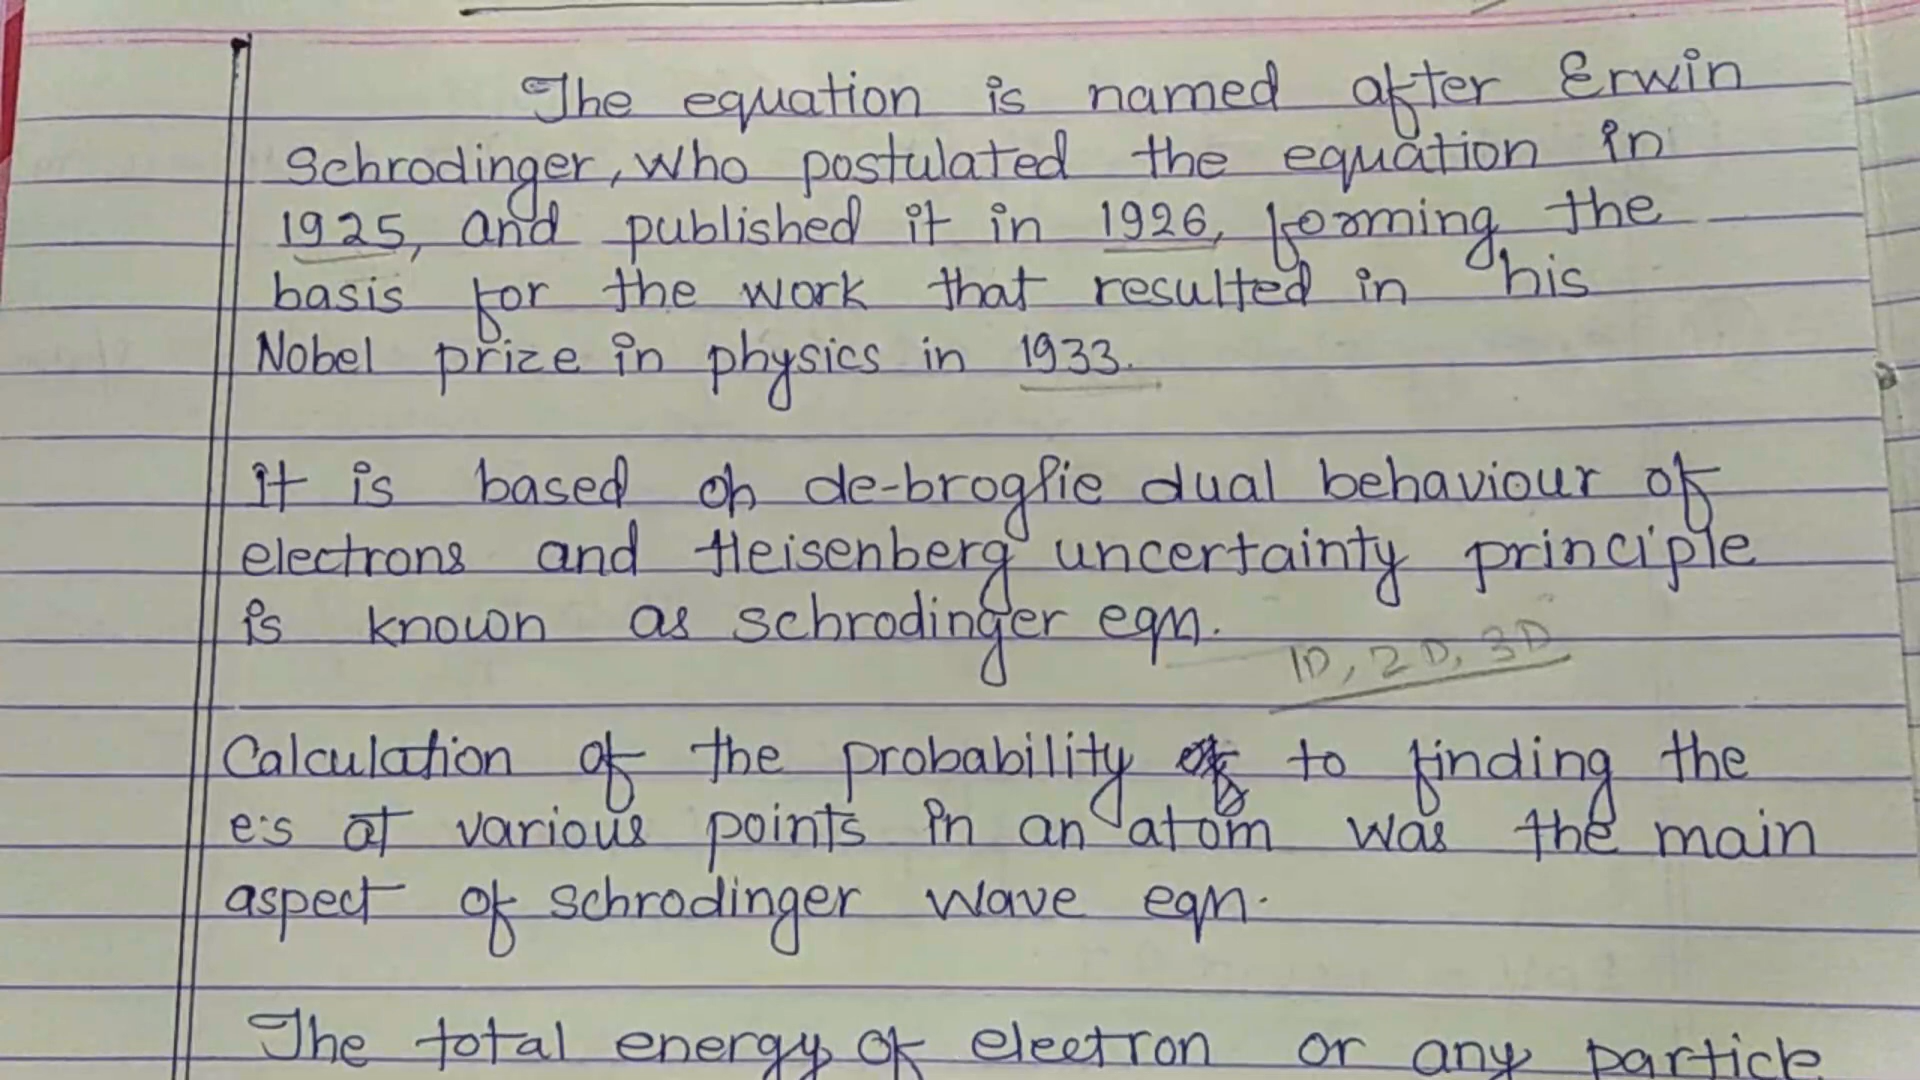 The equation is named after Erwin
Schrodinger, who postulated the equation in
1925, and published it in 1926, forming the
basis for the work that resulted in his
Nobel prize in physics in 1933.
it is based on de-broglie dual behaviour of
electrons and Heisenberg uncertainty principle
is known as schrodinger eqn.
1D, 2D, 3D
Calculation of the probability to finding the
e's at various points in an atom was the main
aspect of schrodinger wave eqn.
The total energy of electron or any particle